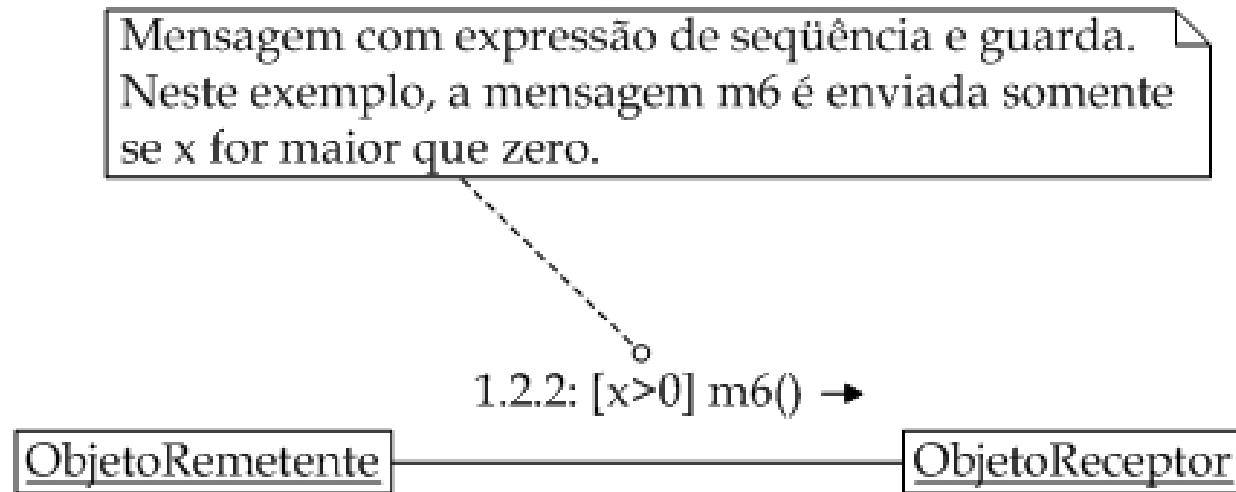 Mensagem com expressão de seqüência e guarda.
Neste exemplo, a mensagem m6 é enviada somente
se x for maior que zero.
1.2.2: [x>0] m6()
ObjetoRemetente
ObjetoReceptor